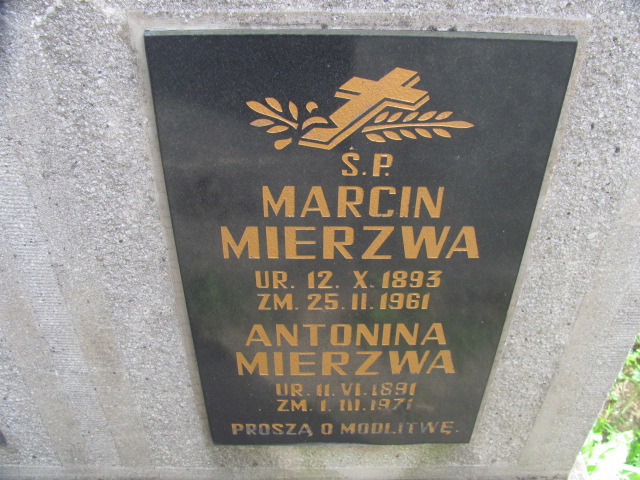 Ś.P.
MARCIN
MIERZWA
UR. 12. X. 1893
ZM. 25. II. 1961
ANTONINA
MIERZWA
UR. 11. VI. 1891
ZM. 1. III. 1971
PROSZĄ O MODLITWĘ.